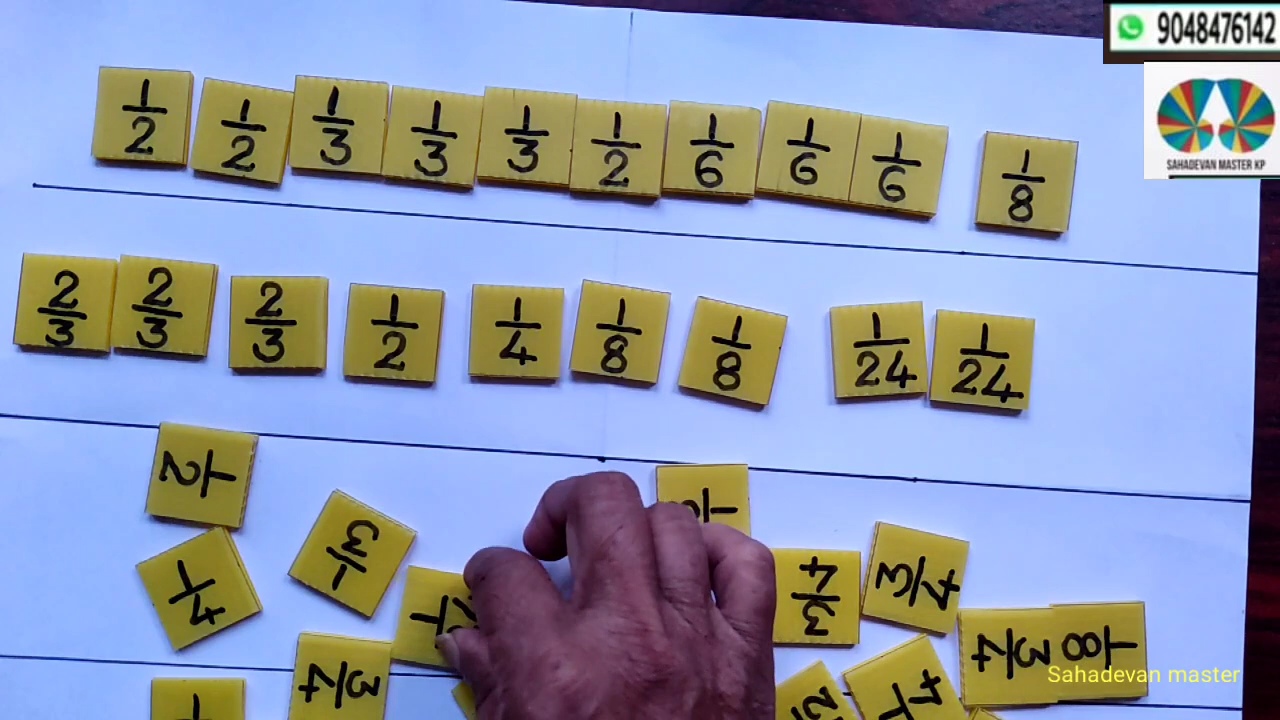 9048476142
SAHADEVAN MASTER KP
1/2 1/2 1/3 1/3 1/3 1/2 1/6 1/6 1/6 1/8
2/3 2/3 2/3 1/2 1/4 1/8 1/8 1/24 1/24
1/2
1/3
1/4
3/4 3/4
3/4 1/8
3/4
Sahadevan master